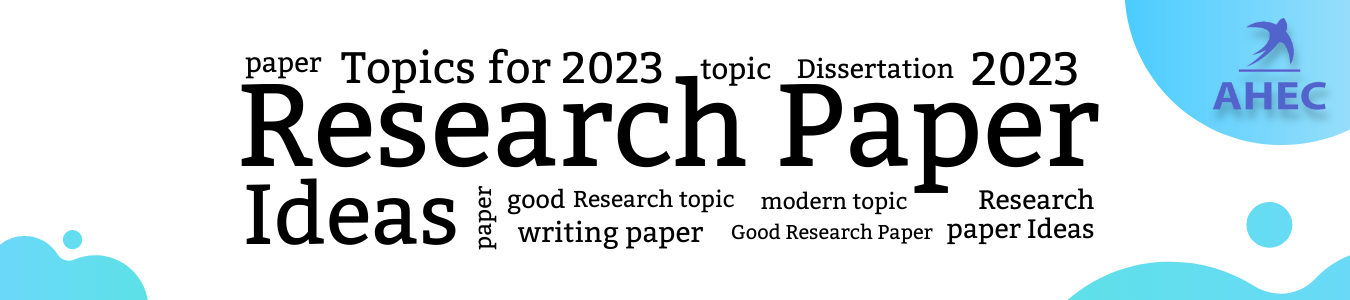 paper Topics for 2023 topic Dissertation 2023
Research Paper
Ideas
paper
good Research topic modern topic Research
writing paper Good Research Paper paper Ideas
AHEC